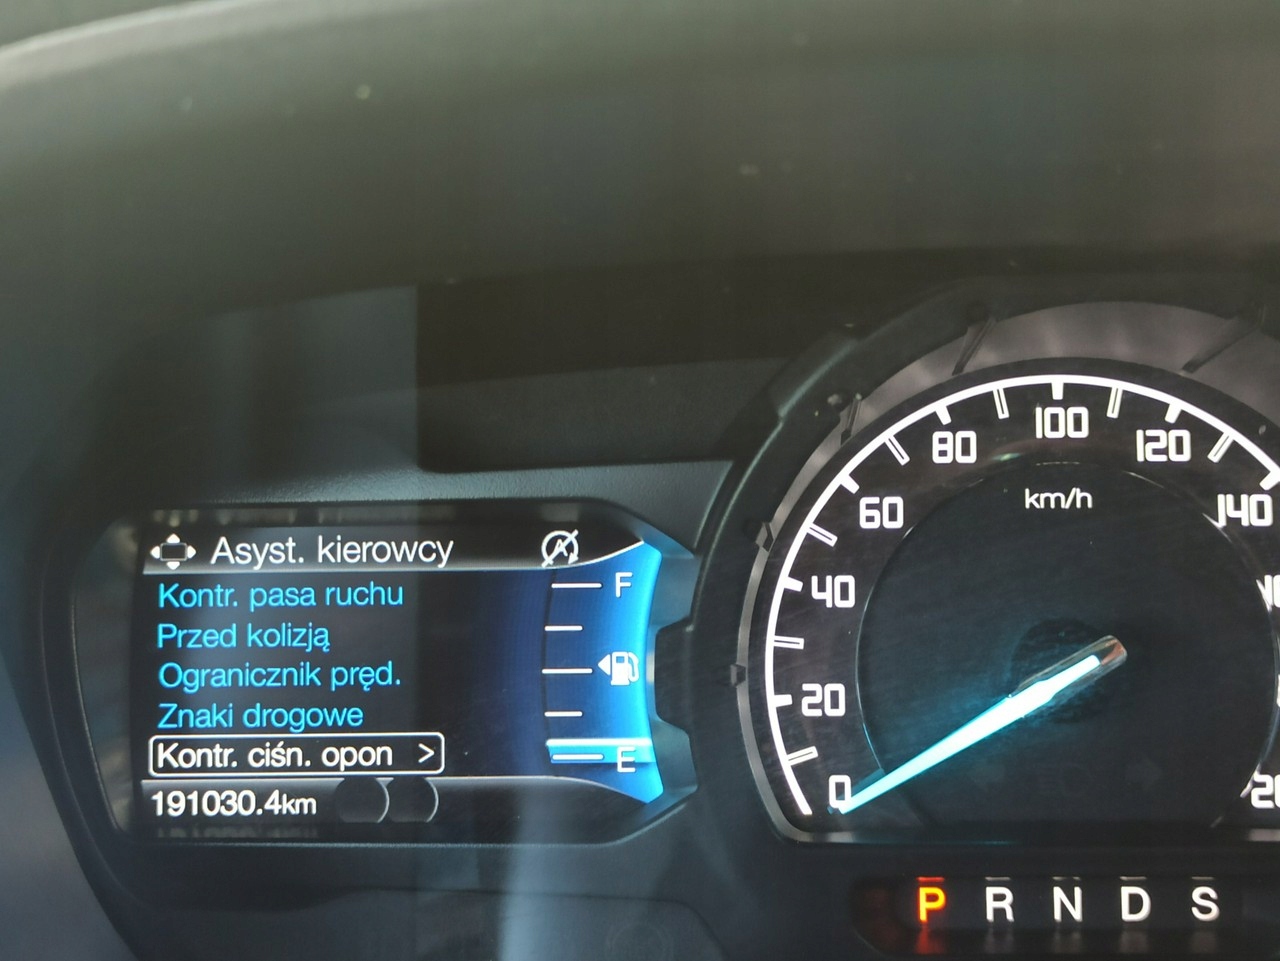 Asyst. kierowcy
Kontr. pasa ruchu
Przed kolizją
Ogranicznik pręd.
Znaki drogowe
Kontr. ciśn. opon >
191030.4km
F
E
0
20
40
60
80
100
120
140
km/h
P R N D S